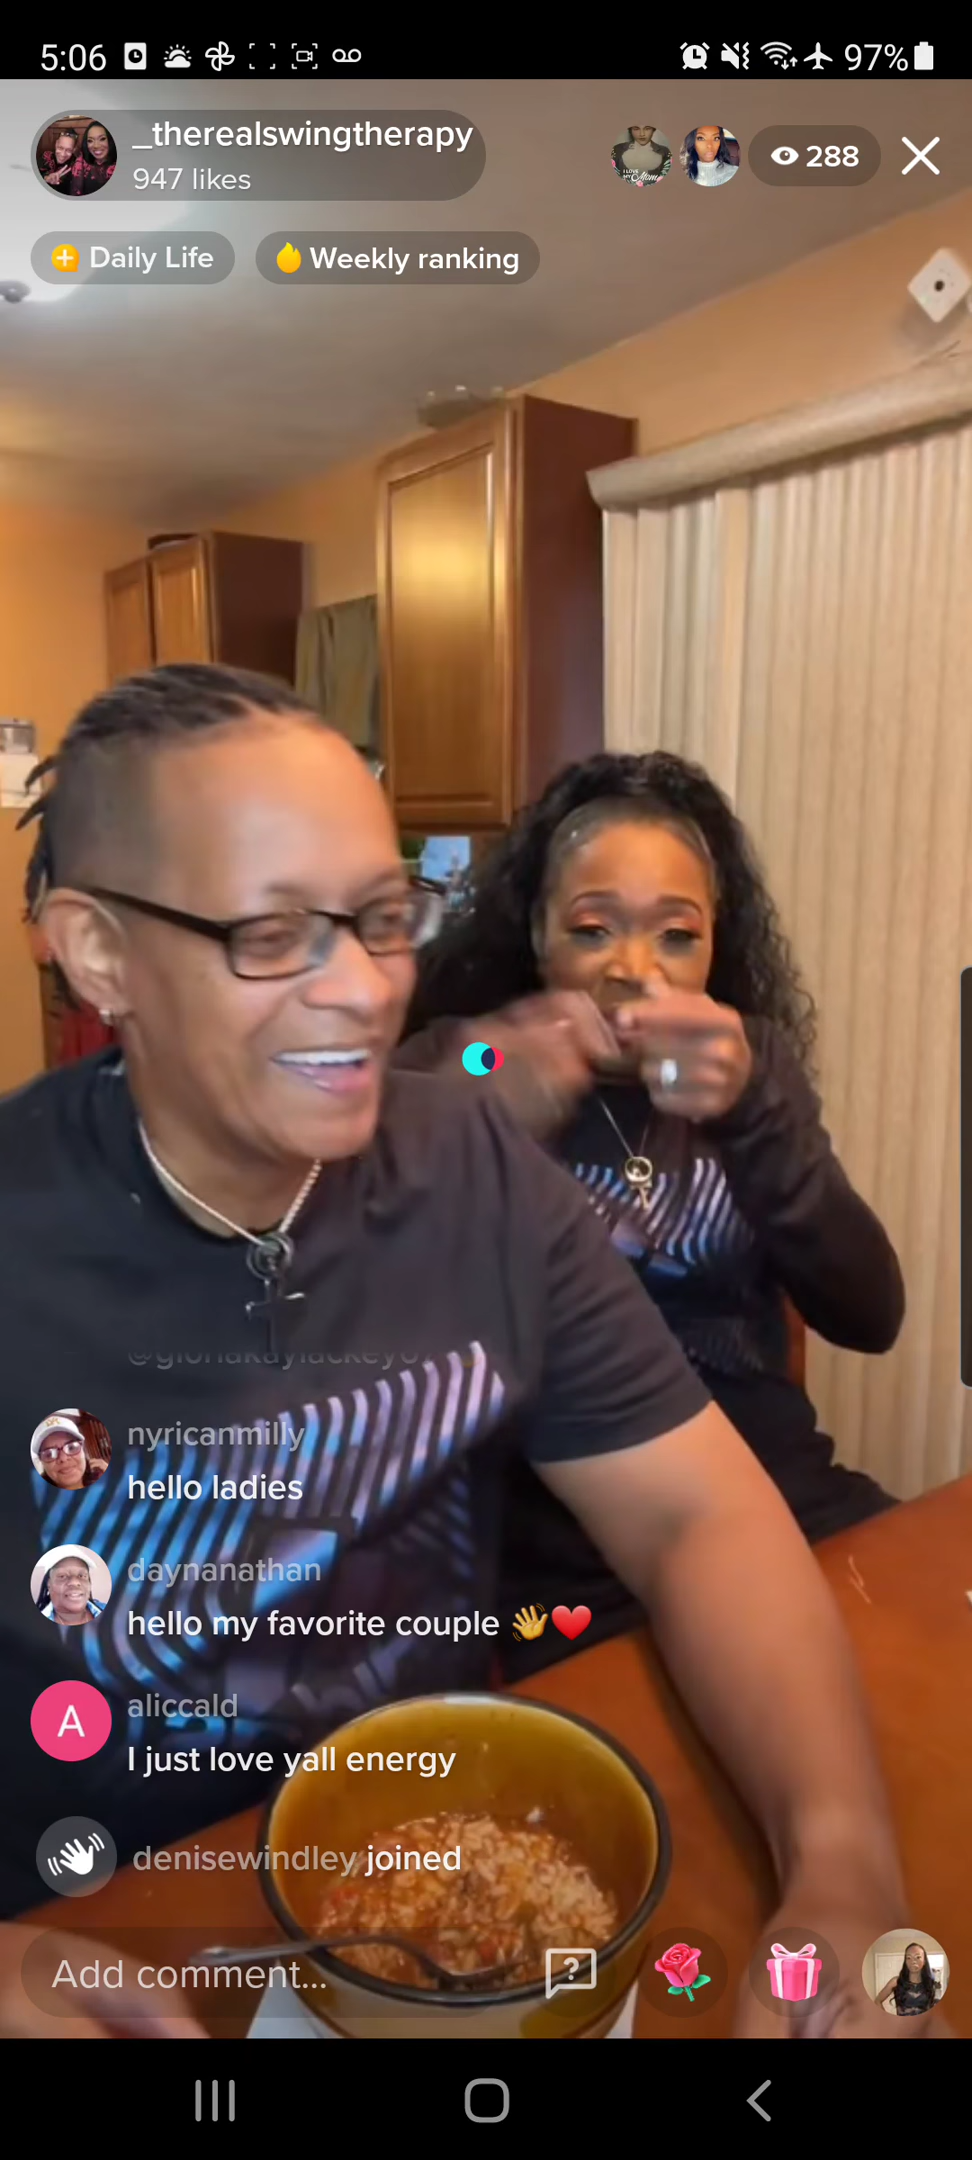 5:06
97%
_therealswingtherapy
947 likes
288
Daily Life
Weekly ranking
nyricanmilly
hello ladies
daynanathan
hello my favorite couple 👋❤️
A
aliccald
I just love yall energy
denisewindley joined
Add comment...